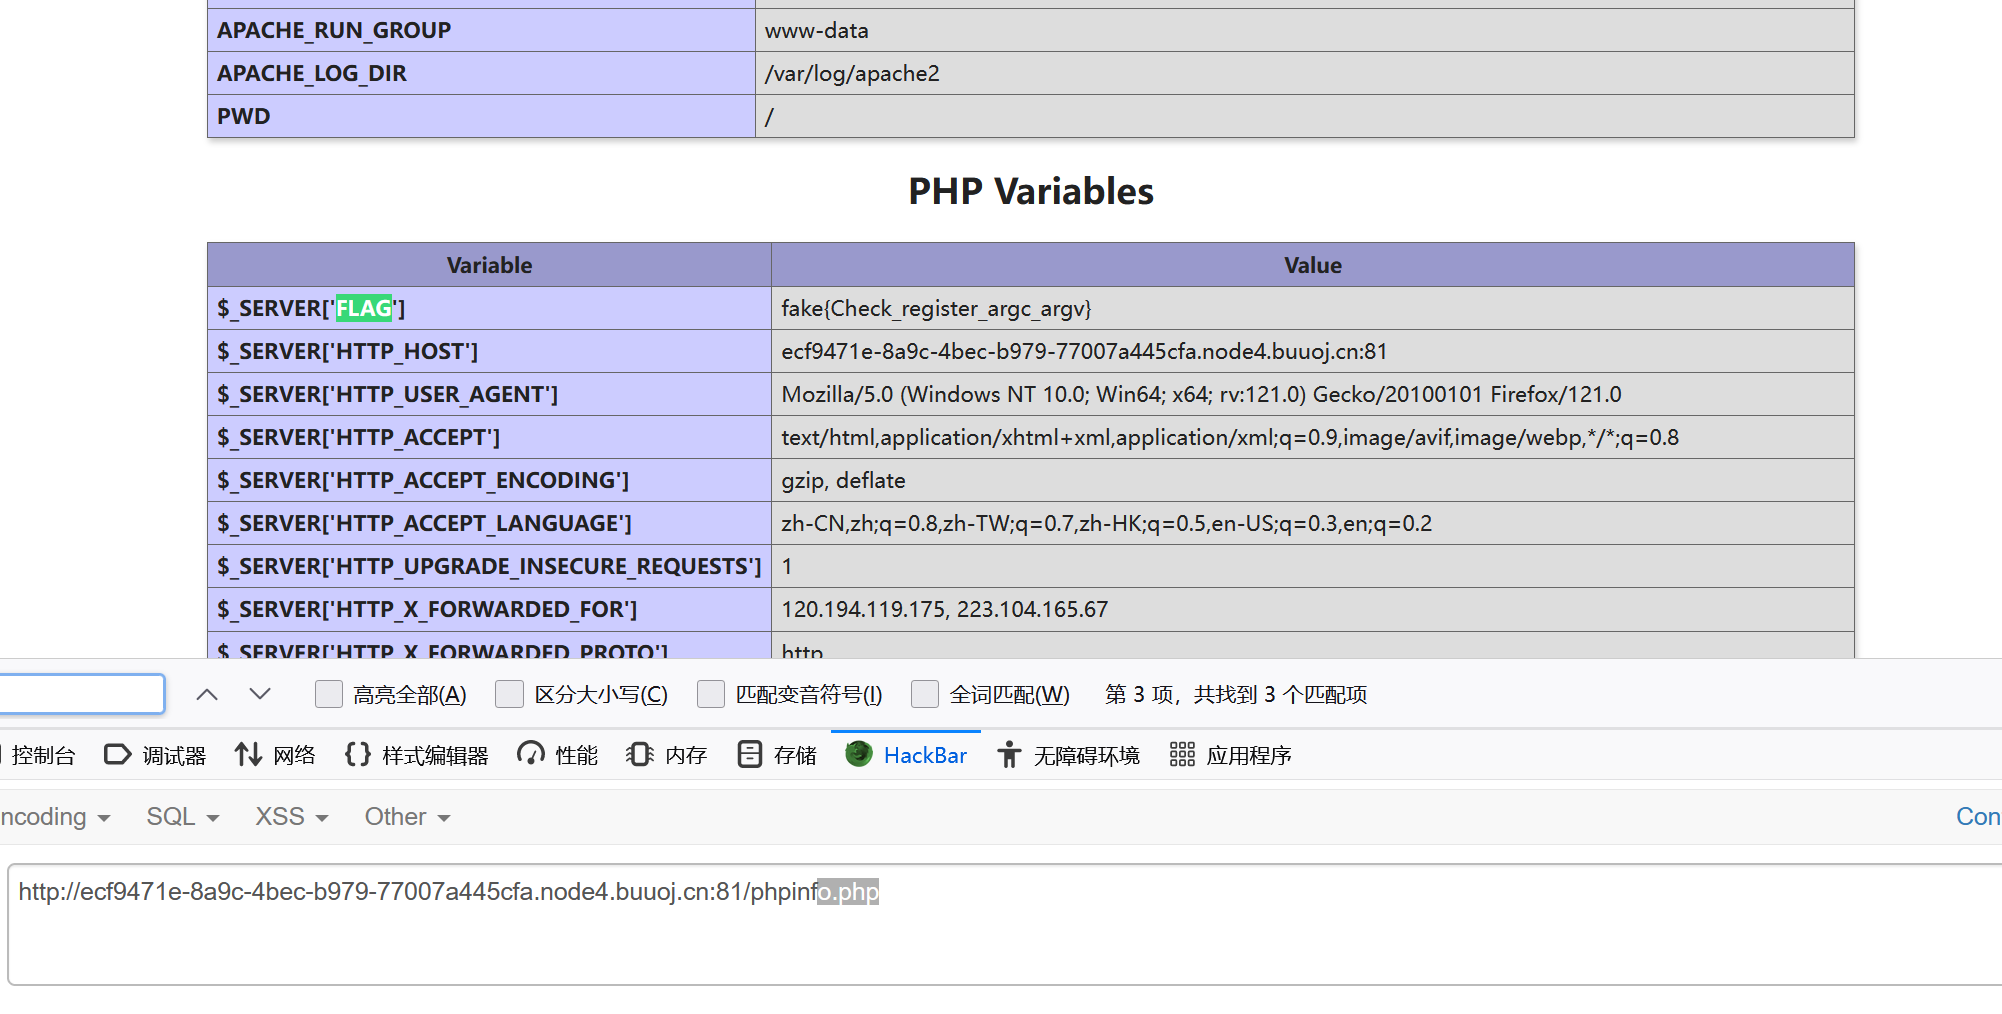 APACHE_RUN_GROUP www-data
APACHE_LOG_DIR /var/log/apache2
PWD /
PHP Variables
Variable Value
$_SERVER['FLAG'] fake{Check_register_argc_argv}
$_SERVER['HTTP_HOST'] ecf9471e-8a9c-4bec-b979-77007a445cfa.node4.buuoj.cn:81
$_SERVER['HTTP_USER_AGENT'] Mozilla/5.0 (Windows NT 10.0; Win64; x64; rv:121.0) Gecko/20100101 Firefox/121.0
$_SERVER['HTTP_ACCEPT'] text/html,application/xhtml+xml,application/xml;q=0.9,image/avif,image/webp,*/*;q=0.8
$_SERVER['HTTP_ACCEPT_ENCODING'] gzip, deflate
$_SERVER['HTTP_ACCEPT_LANGUAGE'] zh-CN,zh;q=0.8,zh-TW;q=0.7,zh-HK;q=0.5,en-US;q=0.3,en;q=0.2
$_SERVER['HTTP_UPGRADE_INSECURE_REQUESTS'] 1
$_SERVER['HTTP_X_FORWARDED_FOR'] 120.194.119.175, 223.104.165.67
$_SERVER['HTTP_X_FORWARDED_PROTO'] http
高亮全部(A) 区分大小写(C) 匹配变音符号(I) 全词匹配(W) 第 3 项，共找到 3 个匹配项
控制台 调试器 网络 样式编辑器 性能 内存 存储 HackBar 无障碍环境 应用程序
ncoding SQL XSS Other Con
http://ecf9471e-8a9c-4bec-b979-77007a445cfa.node4.buuoj.cn:81/phpinfo.php